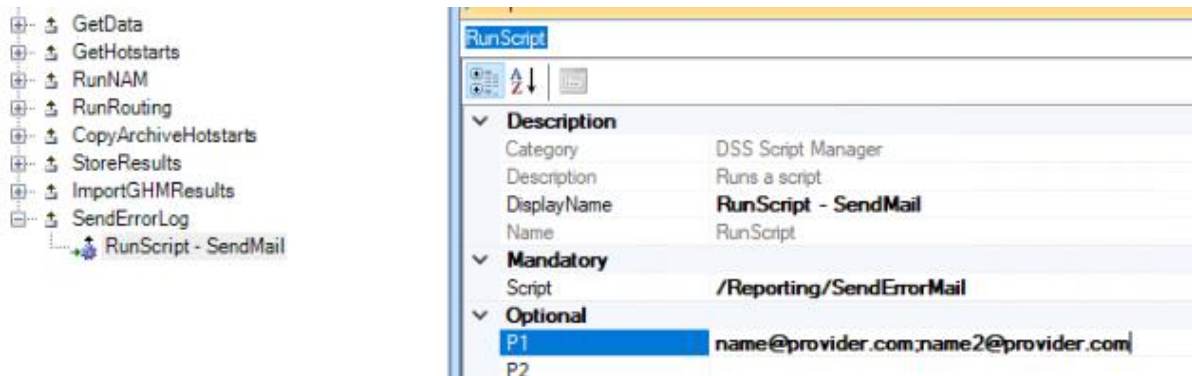 GetData
GetHotstarts
RunNAM
RunRouting
CopyArchiveHotstarts
StoreResults
ImportGHMResults
SendErrorLog
RunScript - SendMail
RunScript
Description
Category DSS Script Manager
Description Runs a script
DisplayName RunScript - SendMail
Name RunScript
Mandatory
Script /Reporting/SendErrorMail
Optional
P1 name@provider.com;name2@provider.com
P2